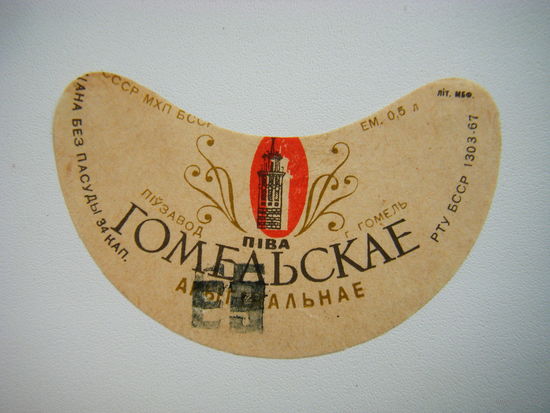 СССР МХП БССР
ЕМ. 0,5 л
ЛІТ. МБФ.
ЦАНА БЕЗ ПАСУДЫ 34 КАП.
РТУ БССР 1303-67
ПІЎЗАВОД
Г. ГОМЕЛЬ
ПІВА
ГОМЕЛЬСКАЕ